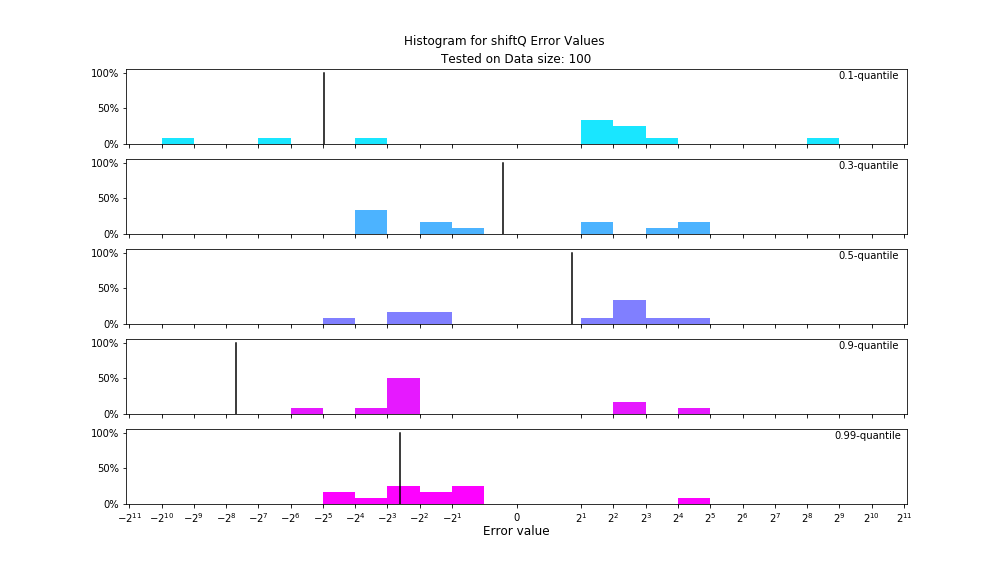 Histogram for shiftQ Error Values
Tested on Data size: 100
100%
50%
0%
0.1-quantile
100%
50%
0%
0.3-quantile
100%
50%
0%
0.5-quantile
100%
50%
0%
0.9-quantile
100%
50%
0%
0.99-quantile
−2¹¹ −2¹⁰ −2⁹ −2⁸ −2⁷ −2⁶ −2⁵ −2⁴ −2³ −2² −2¹ 0 2¹ 2² 2³ 2⁴ 2⁵ 2⁶ 2⁷ 2⁸ 2⁹ 2¹⁰ 2¹¹
Error value